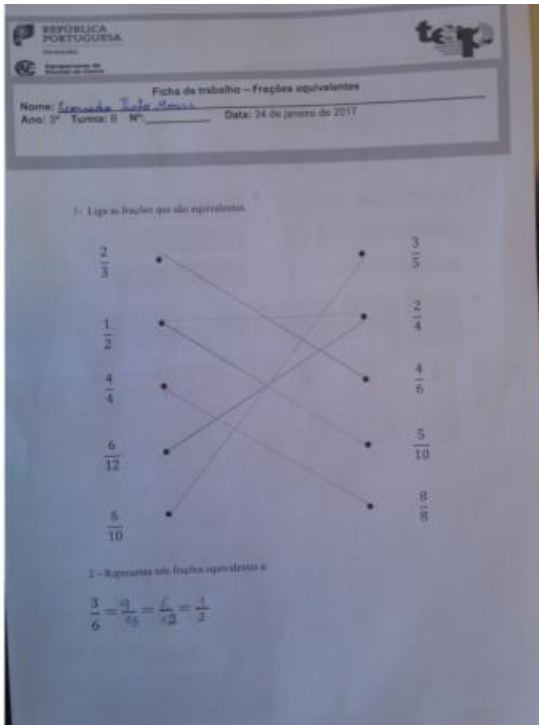 REPÚBLICA
PORTUGUESA
Ficha de trabalho – Frações equivalentes
Nome:
Ano: 3º Turma: B Nº:
Data: 24 de janeiro de 2017
1- Liga as frações que são equivalentes.
2/3 3/5
1/2 2/4
4/4 4/6
6/12 5/10
6/10 8/8
2 – Representa três frações equivalentes a:
3/6 = 9/18 = 6/12 = 1/2